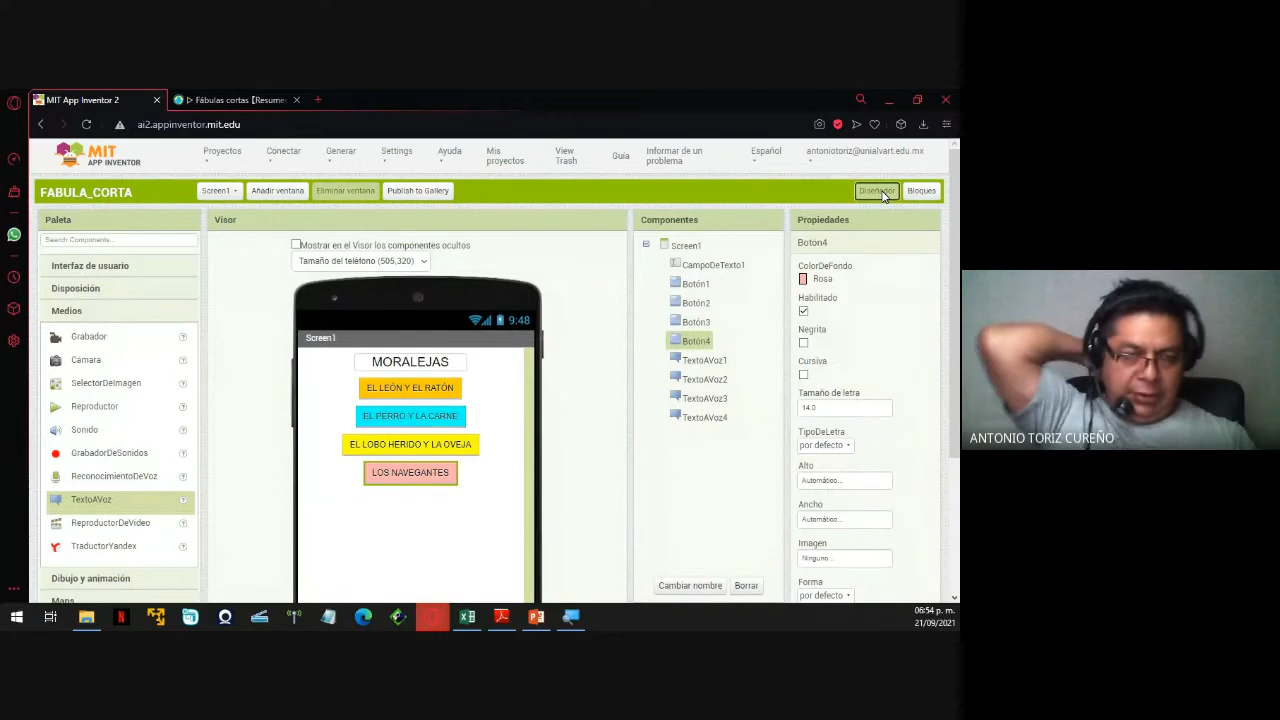 MIT App Inventor 2
▷ Fábulas cortas【Resume
ai2.appinventor.mit.edu
MIT
APP INVENTOR
Proyectos
Conectar
Generar
Settings
Ayuda
Mis
proyectos
View
Trash
Guía
Informar de un
problema
Español
antoniotoriz@unialvart.edu.mx
FABULA_CORTA
Screen1
Añadir ventana
Eliminar ventana
Publish to Gallery
Diseñador
Bloques
Paleta
Search Components...
Interfaz de usuario
Disposición
Medios
Grabador
Cámara
SelectorDeImagen
Reproductor
Sonido
GrabadorDeSonidos
ReconocimientoDeVoz
TextoAVoz
ReproductorDeVídeo
TraductorYandex
Dibujo y animación
Maps
Visor
Mostrar en el Visor los componentes ocultos
Tamaño del teléfono (505,320)
9:48
Screen1
MORALEJAS
EL LEÓN Y EL RATÓN
EL PERRO Y LA CARNE
EL LOBO HERIDO Y LA OVEJA
LOS NAVEGANTES
Componentes
Screen1
CampoDeTexto1
Botón1
Botón2
Botón3
Botón4
TextoAVoz1
TextoAVoz2
TextoAVoz3
TextoAVoz4
Cambiar nombre
Borrar
Propiedades
Botón4
ColorDeFondo
Rosa
Habilitado
Negrita
Cursiva
Tamaño de letra
14.0
TipoDeLetra
por defecto
Alto
Automático...
Ancho
Automático...
Imagen
Ninguno...
Forma
por defecto
ANTONIO TORIZ CUREÑO
06:54 p. m.
21/09/2021